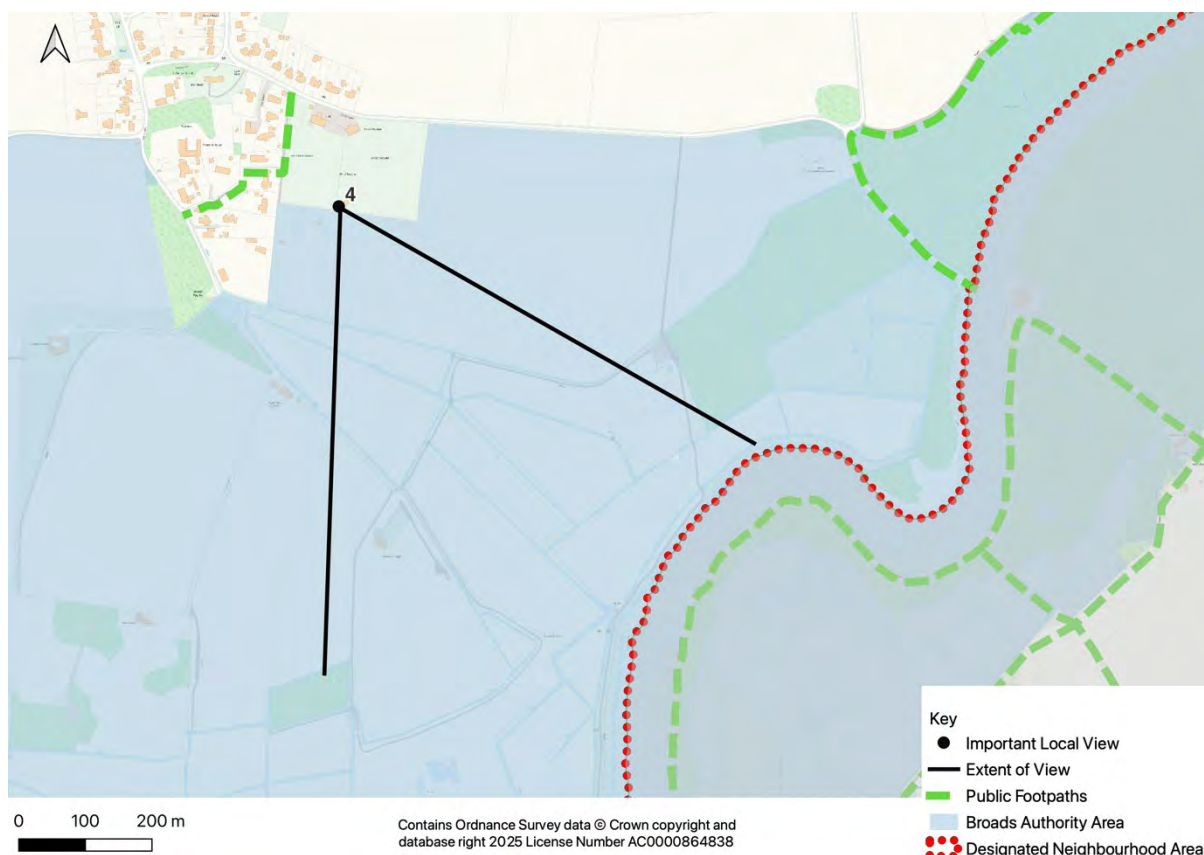 4
Key
Important Local View
Extent of View
Public Footpaths
Broads Authority Area
Designated Neighbourhood Area
0 100 200 m
Contains Ordnance Survey data © Crown copyright and
database right 2025 License Number AC0000864838